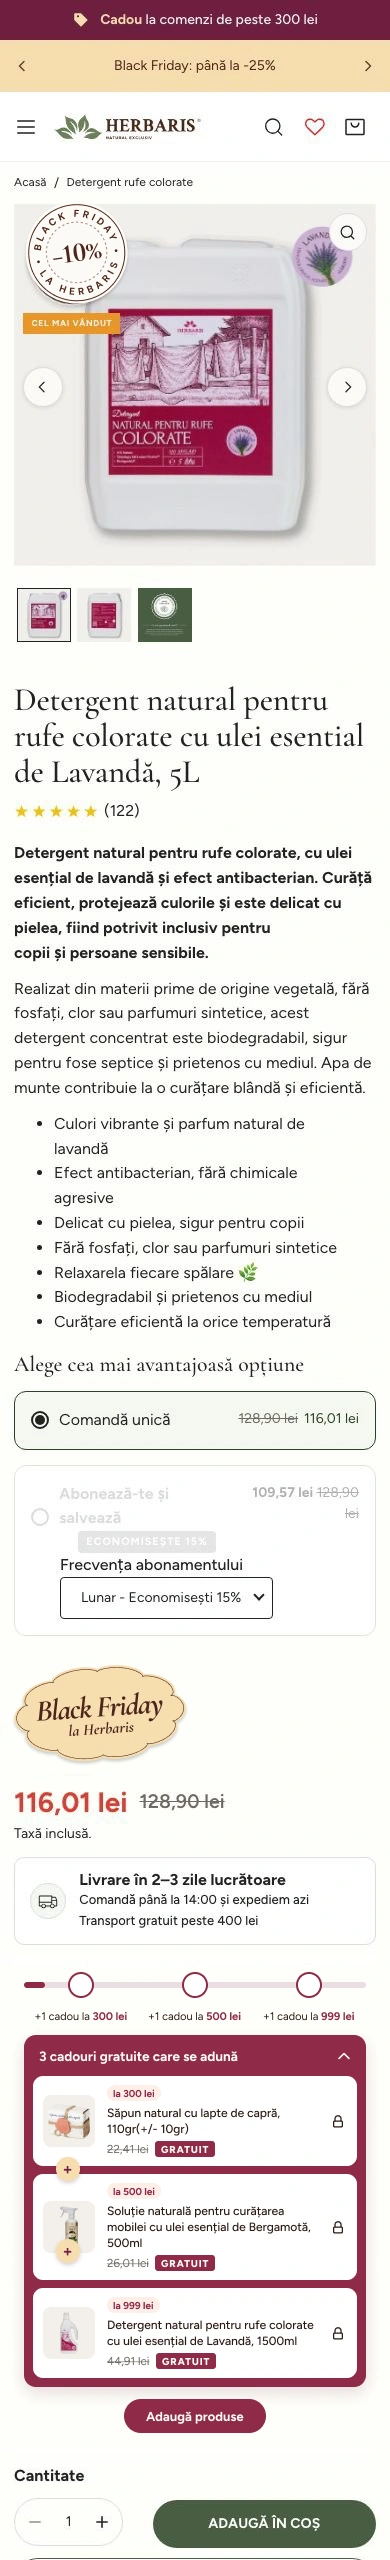 Cadou la comenzi de peste 300 lei
Black Friday: până la -25%
HERBARIS
NATURAL EXCLUSIV
Acasă / Detergent rufe colorate
BLACK FRIDAY
-10%
LA HERBARIS
CEL MAI VÂNDUT
HERBARIS
Detergent
NATURAL PENTRU RUFE
COLORATE
Detergent natural pentru
rufe colorate cu ulei esential
de Lavandă, 5L
(122)
Detergent natural pentru rufe colorate, cu ulei
esențial de lavandă și efect antibacterian. Curăță
eficient, protejează culorile și este delicat cu
pielea, fiind potrivit inclusiv pentru
copii și persoane sensibile.
Realizat din materii prime de origine vegetală, fără
fosfați, clor sau parfumuri sintetice, acest
detergent concentrat este biodegradabil, sigur
pentru fose septice și prietenos cu mediul. Apa de
munte contribuie la o curățare blândă și eficientă.
• Culori vibrante și parfum natural de
lavandă
• Efect antibacterian, fără chimicale
agresive
• Delicat cu pielea, sigur pentru copii
• Fără fosfați, clor sau parfumuri sintetice
• Relaxarela fiecare spălare 🌿
• Biodegradabil și prietenos cu mediul
• Curățare eficientă la orice temperatură
Alege cea mai avantajoasă opțiune
Comandă unică 128,90 lei 116,01 lei
Abonează-te și 109,57 lei 128,90
salvează lei
ECONOMISEȘTE 15%
Frecvența abonamentului
Lunar - Economisești 15%
Black Friday
la Herbaris
116,01 lei 128,90 lei
Taxă inclusă.
Livrare în 2–3 zile lucrătoare
Comandă până la 14:00 și expediem azi
Transport gratuit peste 400 lei
+1 cadou la 300 lei +1 cadou la 500 lei +1 cadou la 999 lei
3 cadouri gratuite care se adună
la 300 lei
Săpun natural cu lapte de capră,
110gr(+/- 10gr)
22,41 lei GRATUIT
+
la 500 lei
Soluție naturală pentru curățarea
mobilei cu ulei esențial de Bergamotă,
500ml
26,01 lei GRATUIT
+
la 999 lei
Detergent natural pentru rufe colorate
cu ulei esențial de Lavandă, 1500ml
44,91 lei GRATUIT
Adaugă produse
Cantitate
− 1 +
ADAUGĂ ÎN COȘ